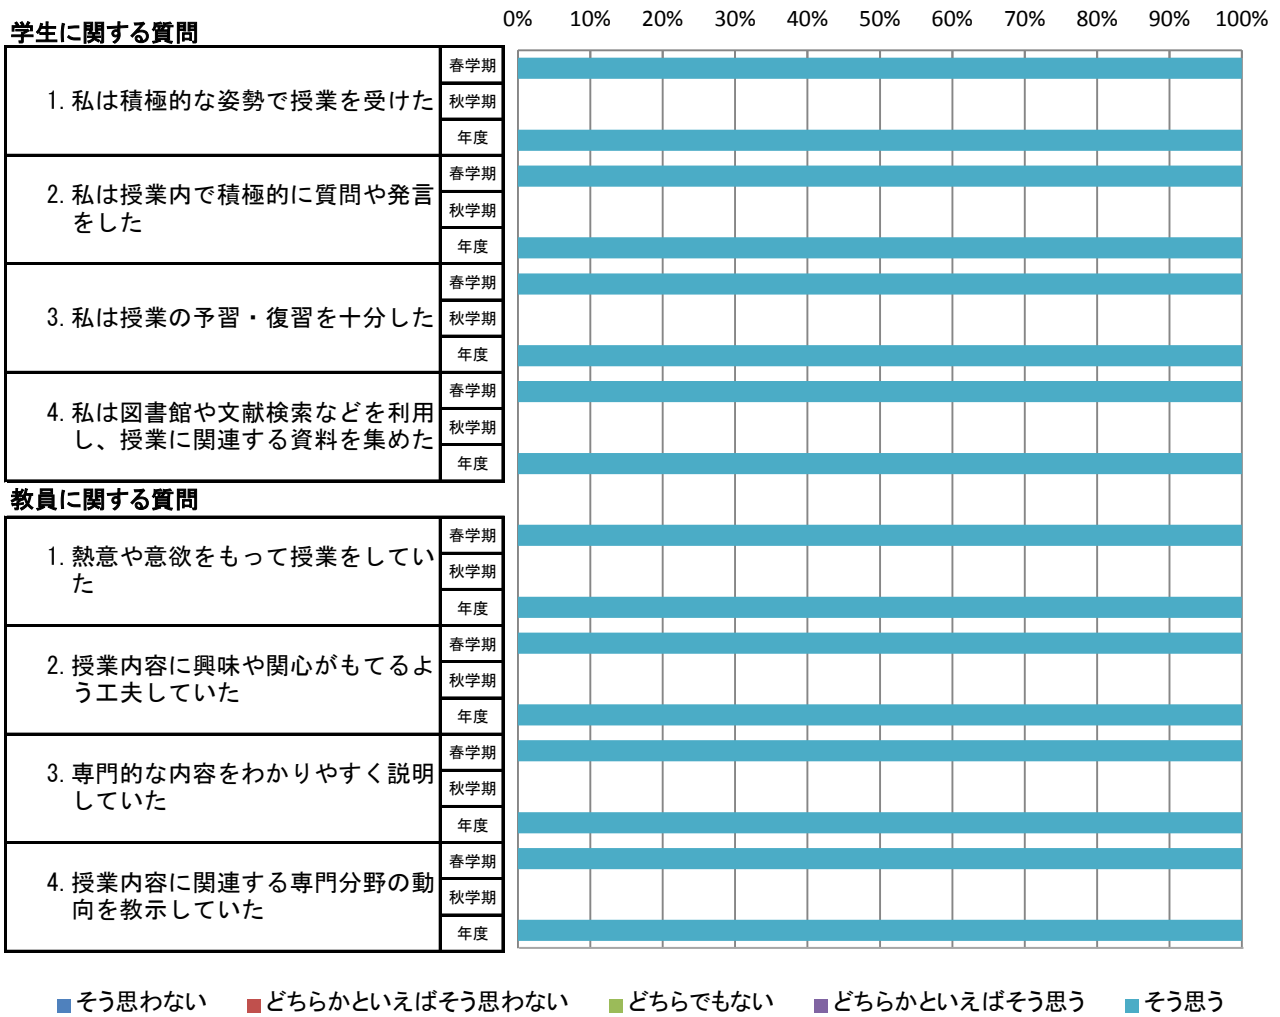 0% 10% 20% 30% 40% 50% 60% 70% 80% 90% 100%
学生に関する質問
1. 私は積極的な姿勢で授業を受けた
春学期
秋学期
年度
2. 私は授業内で積極的に質問や発言
をした
春学期
秋学期
年度
3. 私は授業の予習・復習を十分した
春学期
秋学期
年度
4. 私は図書館や文献検索などを利用
し、授業に関連する資料を集めた
春学期
秋学期
年度
教員に関する質問
1. 熱意や意欲をもって授業をしてい
た
春学期
秋学期
年度
2. 授業内容に興味や関心がもてるよ
う工夫していた
春学期
秋学期
年度
3. 専門的な内容をわかりやすく説明
していた
春学期
秋学期
年度
4. 授業内容に関連する専門分野の動
向を教示していた
春学期
秋学期
年度
そう思わない どちらかといえばそう思わない どちらでもない どちらかといえばそう思う そう思う